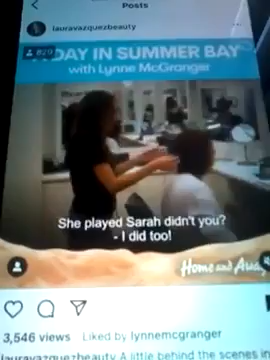 Posts
lauravazquezbeauty
829
DAY IN SUMMER BAY
with Lynne McGranger
She played Sarah didn't you?
- I did too!
Home and Away
3,546 views Liked by lynnemcgranger
lauravazquezbeauty A little behind the scenes in